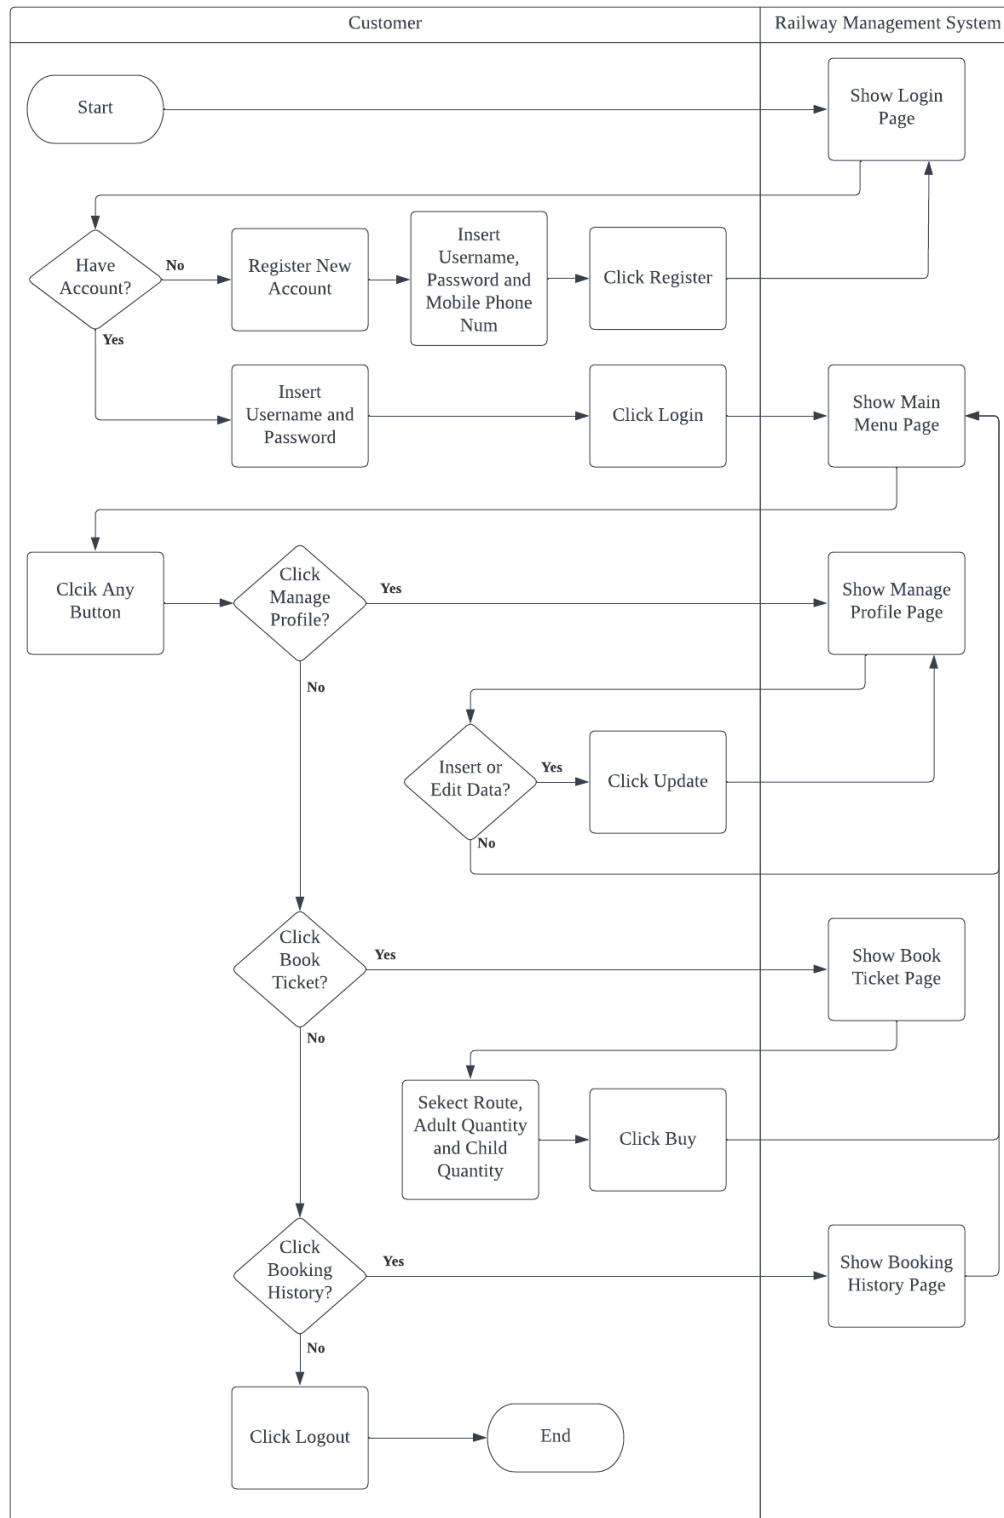 Customer
Railway Management System
Start
Show Login
Page
Have
Account?
No
Register New
Account
Insert
Username,
Password and
Mobile Phone
Num
Click Register
Yes
Insert
Username and
Password
Click Login
Show Main
Menu Page
Clcik Any
Button
Click
Manage
Profile?
Yes
Show Manage
Profile Page
No
Insert or
Edit Data?
Yes
Click Update
No
Click
Book
Ticket?
Yes
Show Book
Ticket Page
No
Sekect Route,
Adult Quantity
and Child
Quantity
Click Buy
Click
Booking
History?
Yes
Show Booking
History Page
No
Click Logout
End